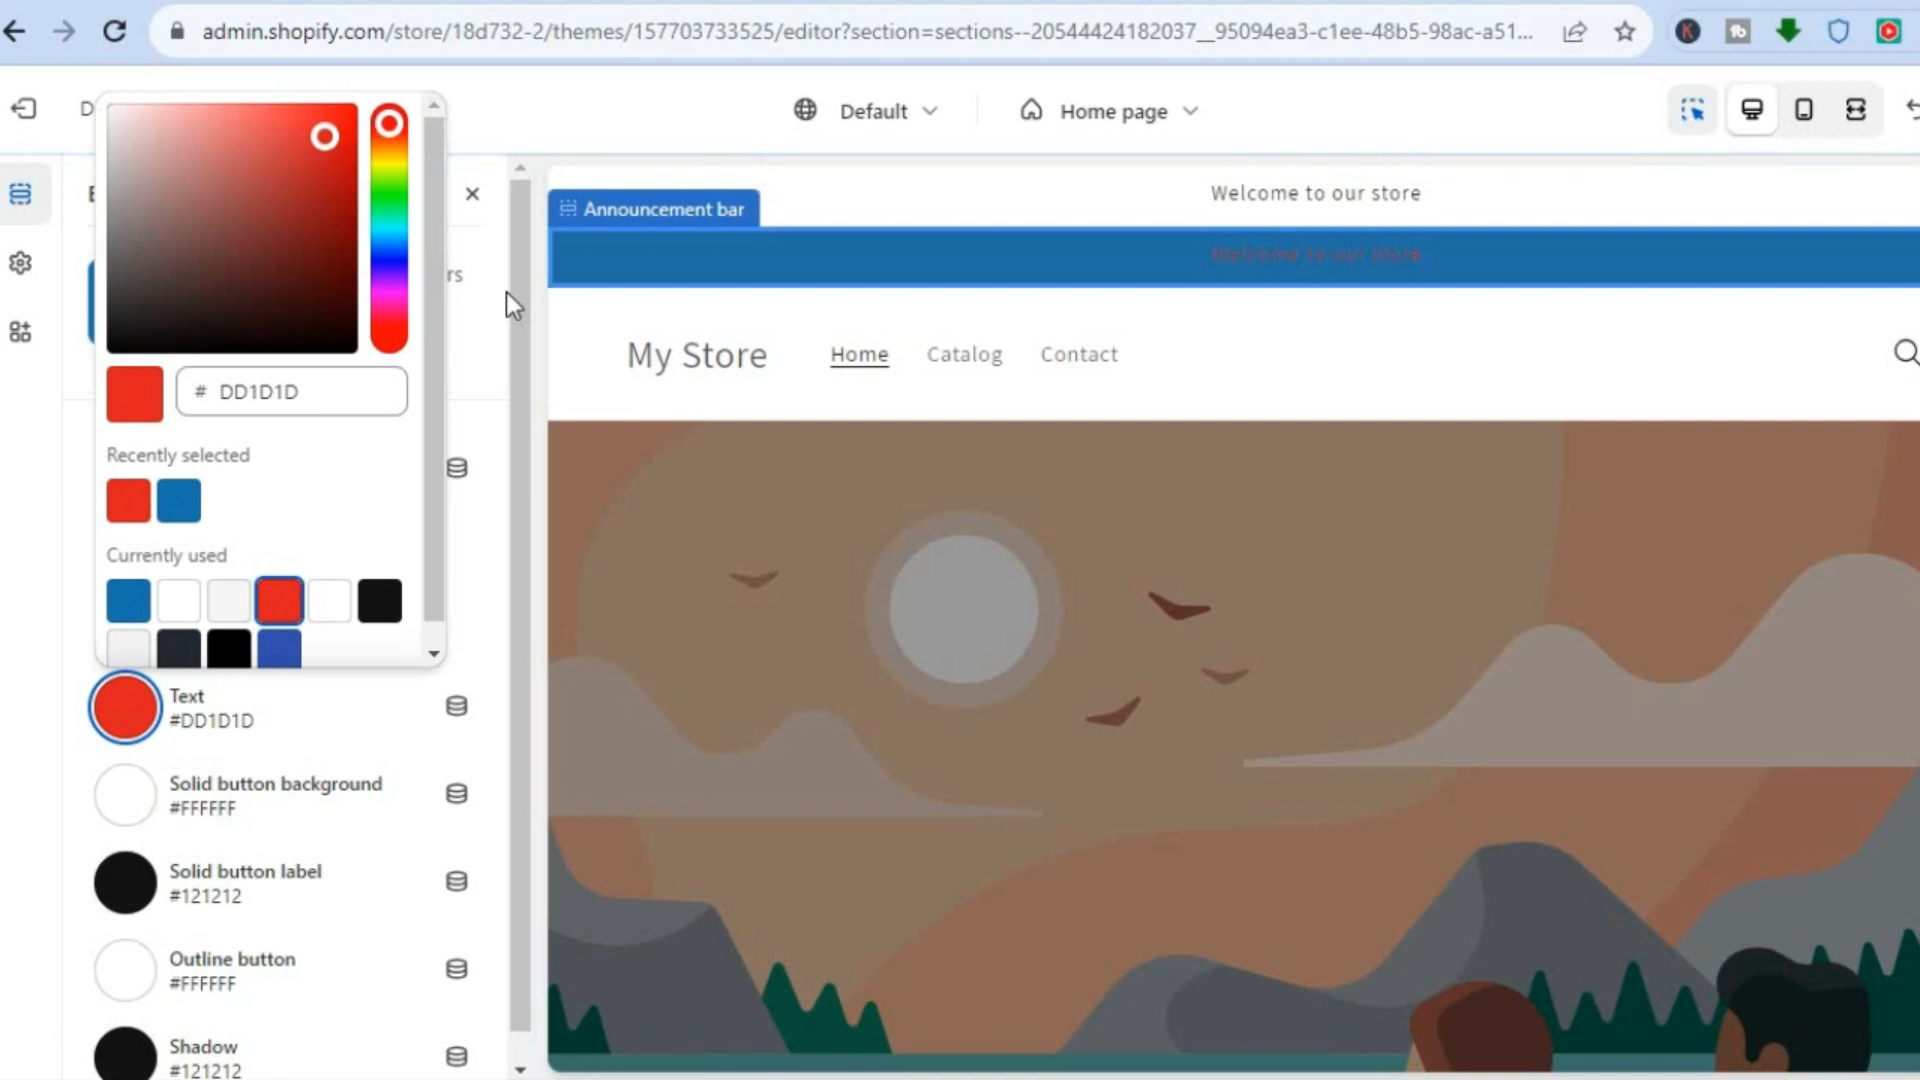 admin.shopify.com/store/18d732-2/themes/157703733525/editor?section=sections--20544424182037__95094ea3-c1ee-48b5-98ac-a51...
K
tb
D
Default
Home page
rs
# DD1D1D
Recently selected
Currently used
Text
#DD1D1D
Solid button background
#FFFFFF
Solid button label
#121212
Outline button
#FFFFFF
Shadow
#121212
Welcome to our store
Announcement bar
Welcome to our store
My Store
Home
Catalog
Contact